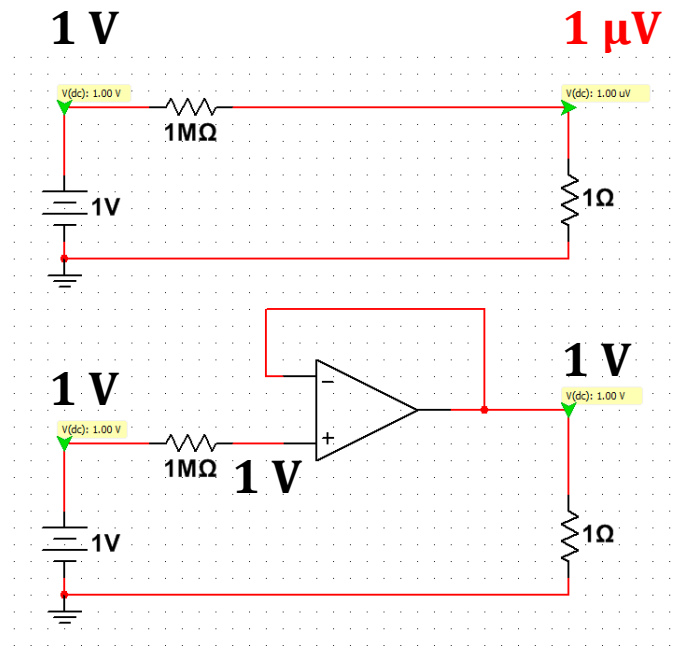 1 V
1 μV
V(dc): 1.00 V
V(dc): 1.00 uV
1MΩ
1V
1Ω
1 V
1 V
V(dc): 1.00 V
V(dc): 1.00 V
−
+
1MΩ
1 V
1V
1Ω